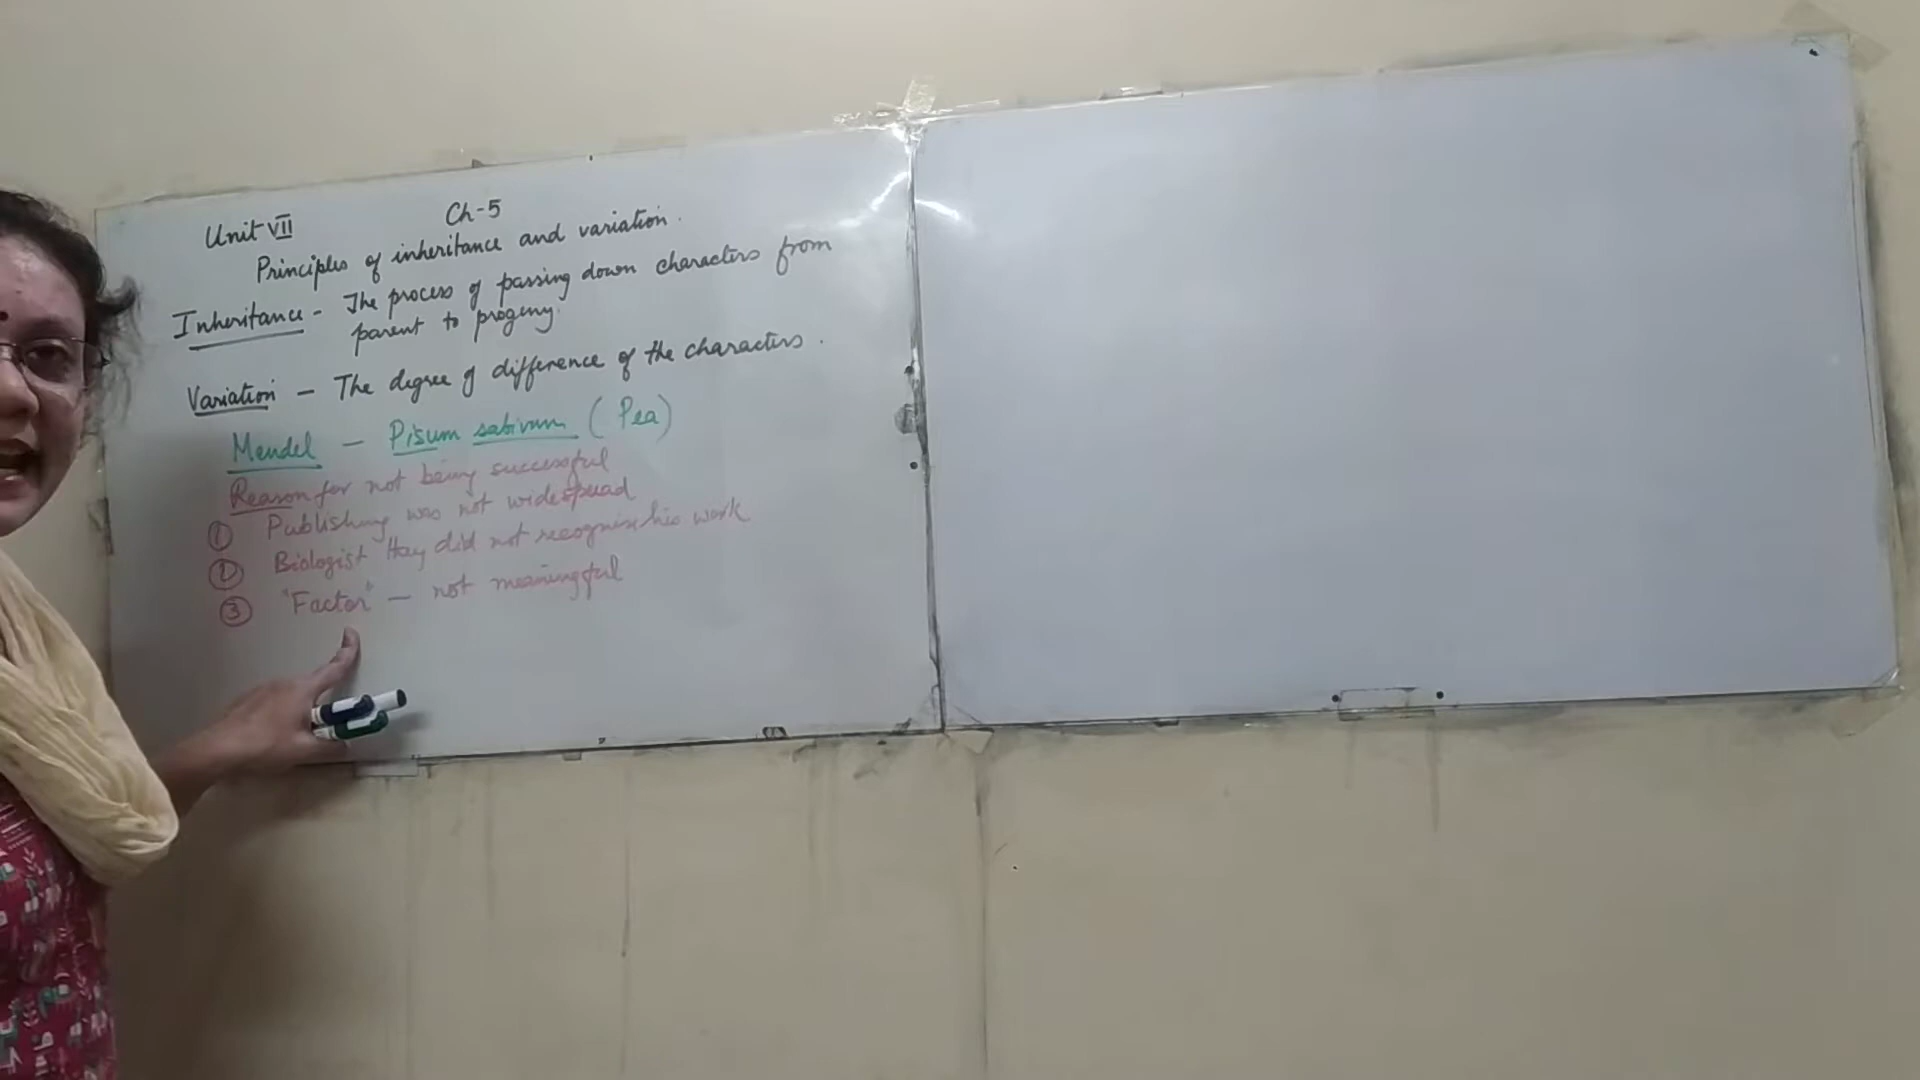 Unit VII
Ch-5
Principles of inheritance and variation.
Inheritance - The process of passing down characters from
parent to progeny.
Variation - The degree of difference of the characters.
Mendel - Pisum sativum (Pea)
Reason for not being successful
① Publishing was not widespread
② Biologist they did not recognise his work
③ "Factor" - not meaningful